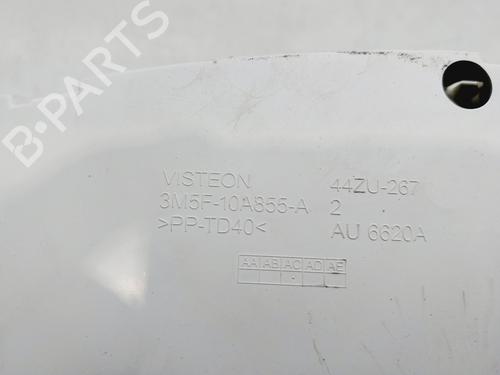 B-PARTS
VISTEON 44ZU-267
3M5F-10A855-A 2
>PP-TD40< AU 6620A
AA AB AC AD AE